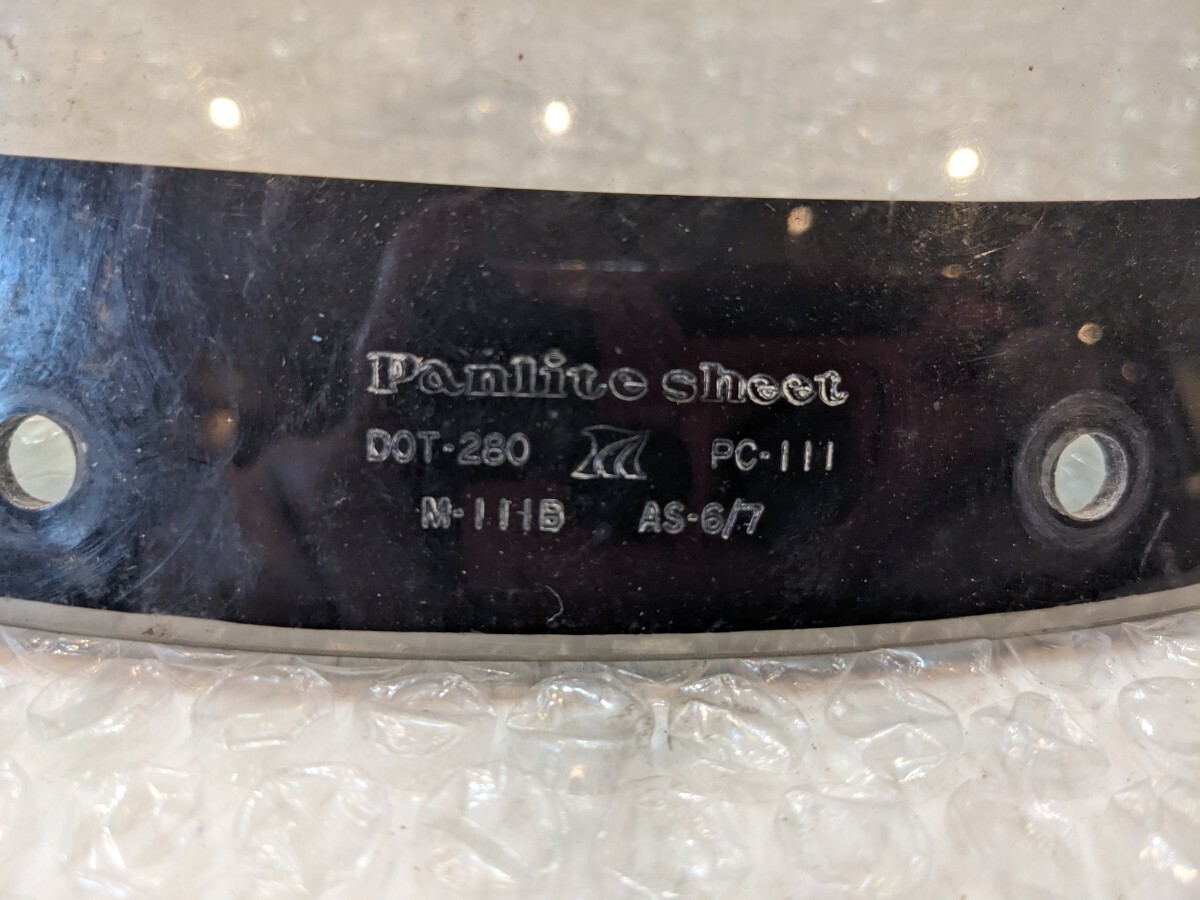 Panlite sheet
DOT-280 PC-111
M-111B AS-6/7